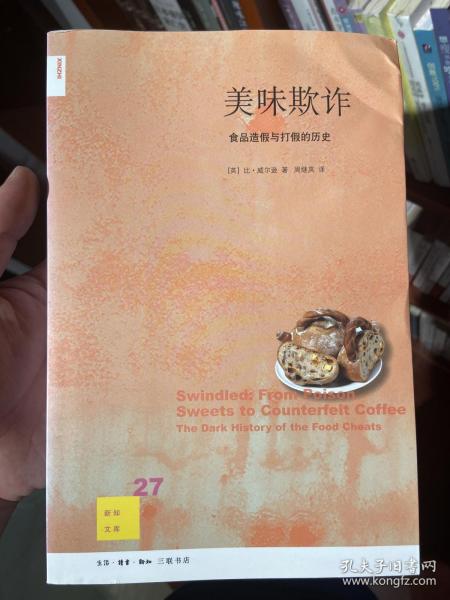 XINZHI
美味欺诈
食品造假与打假的历史
[英] 比·威尔逊 著 周继岚 译
Swindled: From Poison
Sweets to Counterfeit Coffee
The Dark History of the Food Cheats
27
新知
文库
生活·读书·新知 三联书店
孔夫子旧书网
www.kongfz.com